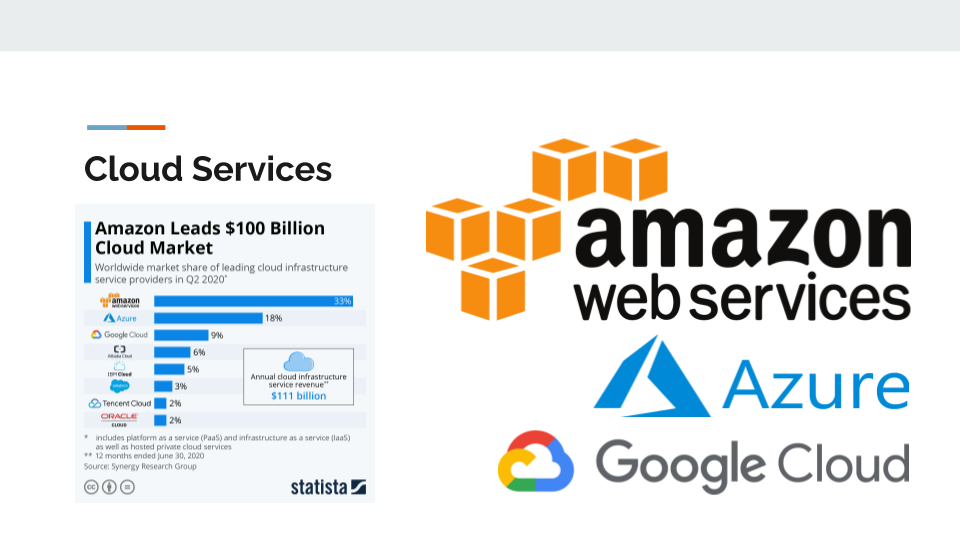 Cloud Services
Amazon Leads $100 Billion
Cloud Market
Worldwide market share of leading cloud infrastructure
service providers in Q2 2020*
amazon
webservices
33%
Azure
18%
Google Cloud
9%
Alibaba Cloud
6%
IBM Cloud
5%
salesforce
3%
Tencent Cloud
2%
ORACLE
CLOUD
2%
Annual cloud infrastructure
service revenue**
$111 billion
* includes platform as a service (PaaS) and infrastructure as a service (IaaS)
as well as hosted private cloud services
** 12 months ended June 30, 2020
Source: Synergy Research Group
cc
statista
amazon
web services
Azure
Google Cloud